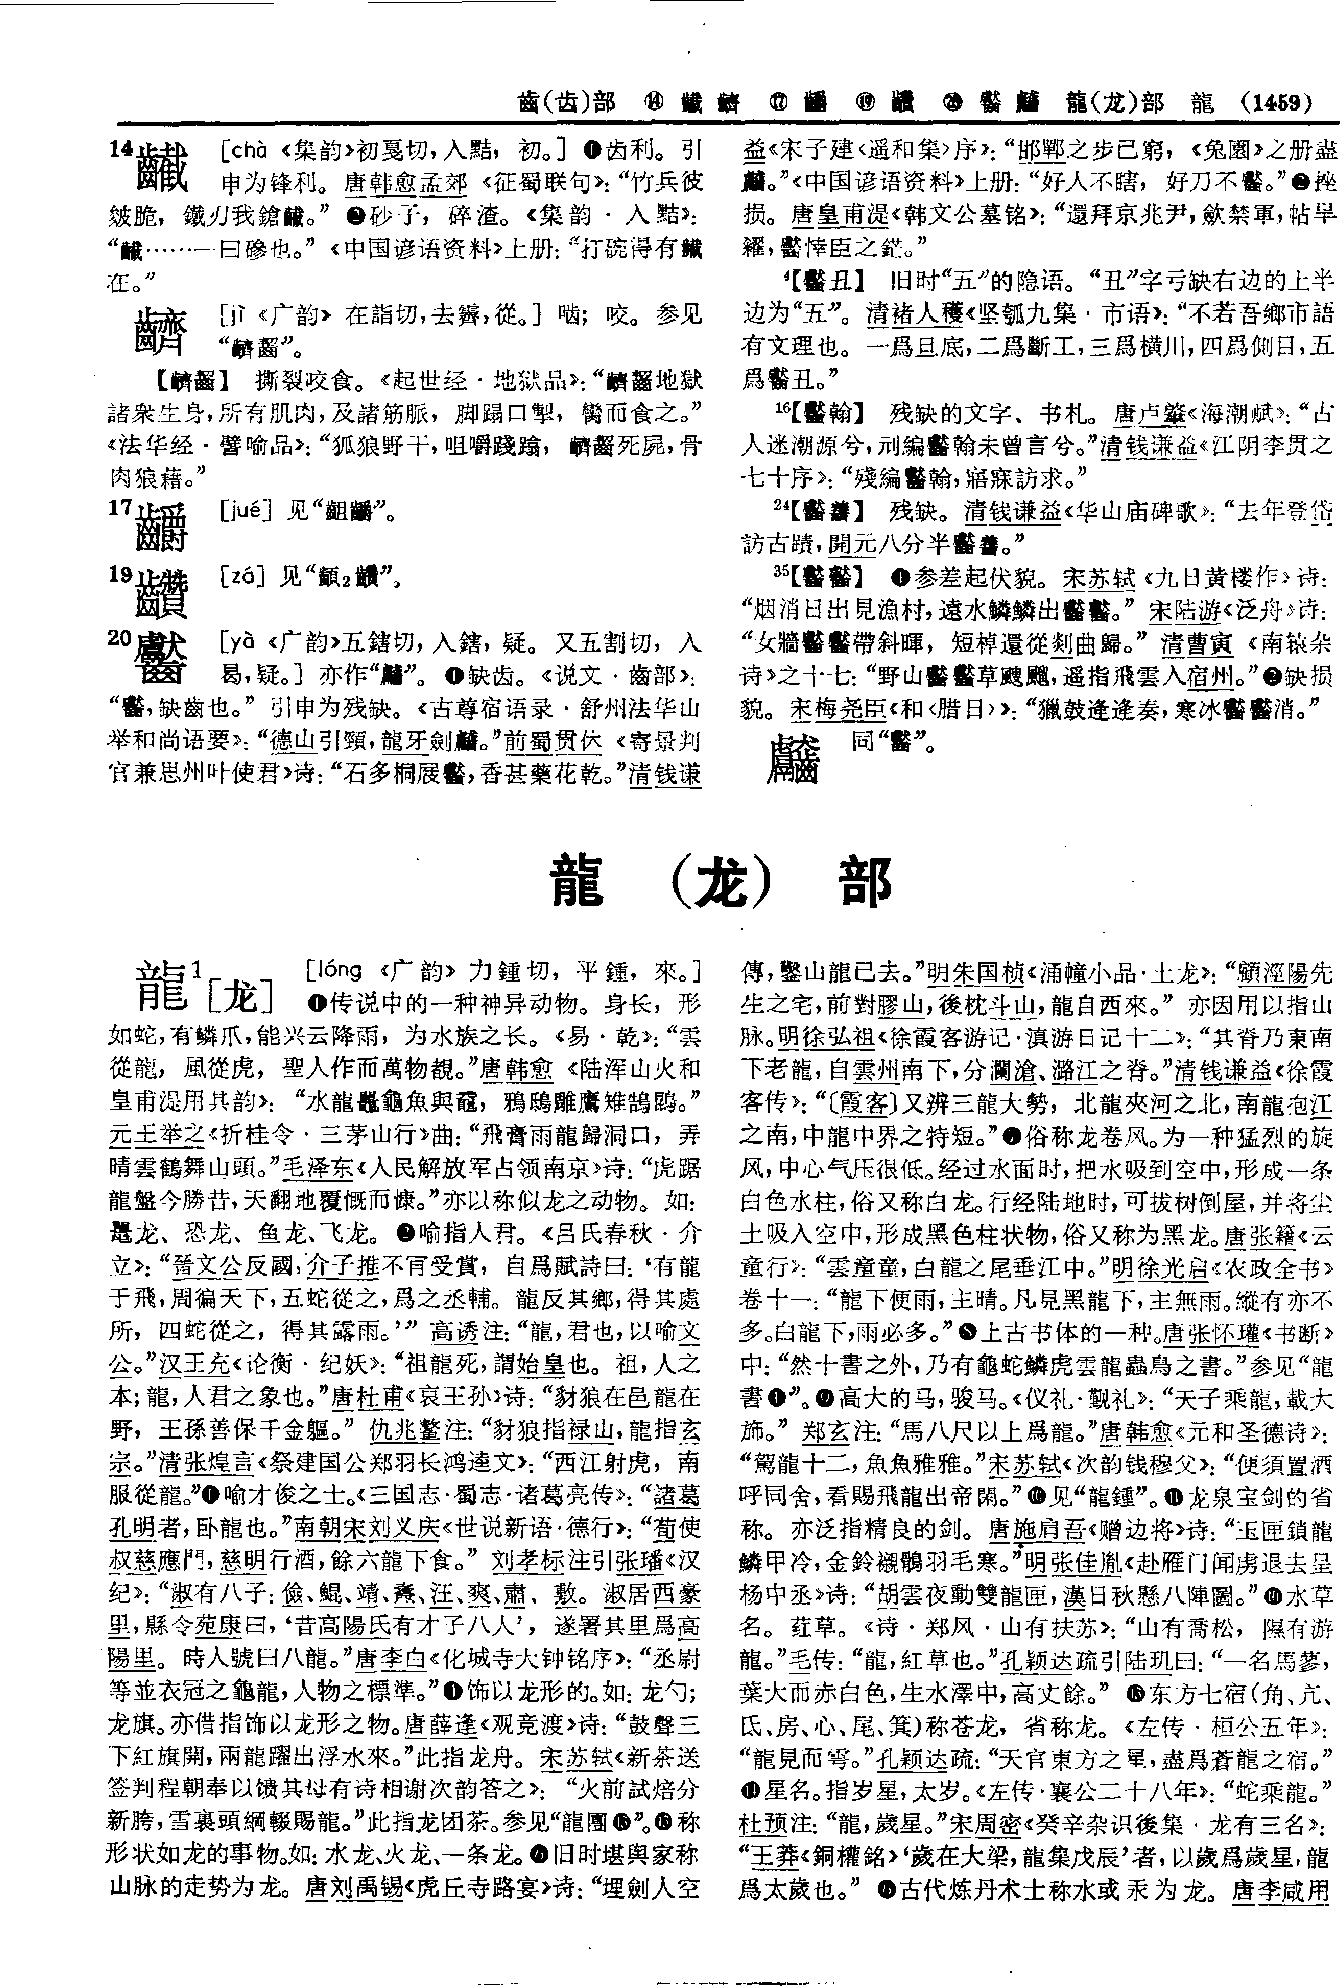 齒(齿)部 ⑭ 齏 ⑰ ⑲ ⑳ 龍(龙)部 龍 (1459)
14 [chà《集韵》初戛切,入黠,初。]❶齿利。引
申为锋利。唐韩愈孟郊《征蜀联句》:“竹兵彼
皴脆,鐵刃我鎗。”❷砂子,碎渣。《集韵·入黠》:
“……一曰磣也。”《中国谚语资料》上册:“打碗得有
在。”
[jì《广韵》在詣切,去霽,從。]啮;咬。参见
“齧”。
【齧】 撕裂咬食。《起世经·地狱品》:“齧地獄
諸衆生身,所有肌肉,及諸筋脈,脚蹋口掣,臠而食之。”
《法华经·譬喻品》:“狐狼野干,咀嚼踐蹋,齧死屍,骨
肉狼藉。”
17 [jué] 见“齟”。
19 [zá] 见“₂”。
20 [yà《广韵》五鎋切,入鎋,疑。又五割切,入
曷,疑。]亦作“”。❶缺齿。《说文·齒部》:
“,缺齒也。”引申为残缺。《古尊宿语录·舒州法华山
举和尚语要》:“德山引頸,龍牙劍。”前蜀贯休《寄景判
官兼思州叶使君》诗:“石多桐屐,香甚藥花乾。”清钱谦
益《宋子建〈遥和集〉序》:“邯鄲之步已窮,《兔園》之册盡
。”《中国谚语资料》上册:“好人不瞎,好刀不。”❷挫
损。唐皇甫湜《韩文公墓铭》:“還拜京兆尹,斂禁軍,帖旱
糴,悻臣之鋩。”
⁴【丑】 旧时“五”的隐语。“丑”字亏缺右边的上半
边为“五”。清褚人穫《坚瓠九集·市语》:“不若吾鄉市語
有文理也。一爲旦底,二爲斷工,三爲横川,四爲側目,五
爲丑。”
¹⁶【翰】 残缺的文字、书札。唐卢肇《海潮赋》:“古
人迷潮源兮,刓編翰未曾言兮。”清钱谦益《江阴李贯之
七十序》:“殘編翰,寤寐訪求。”
²⁴【】 残缺。清钱谦益《华山庙碑歌》:“去年登岱
訪古蹟,開元八分半。”
³⁵【】 ❶参差起伏貌。宋苏轼《九日黄楼作》诗:
“烟消日出見漁村,遠水鱗鱗出。”宋陆游《泛舟》诗:
“女牆帶斜暉,短棹還從剡曲歸。”清曹寅《南辕杂
诗》之十七:“野山草颼飀,遥指飛雲入宿州。”❷缺损
貌。宋梅尧臣《和〈腊日〉》:“獵鼓逢逢奏,寒冰消。”
同“”。
龍 (龙) 部
龍¹[龙] [lóng《广韵》力鍾切,平鍾,來。]
❶传说中的一种神异动物。身长,形
如蛇,有鳞爪,能兴云降雨,为水族之长。《易·乾》:“雲
從龍,風從虎,聖人作而萬物覩。”唐韩愈《陆浑山火和
皇甫湜用其韵》:“水龍鼉龜魚與黿,鴉鴟雕鷹雉鵠鵾。”
元王举之《折桂令·三茅山行》曲:“飛膏雨龍歸洞口,弄
晴雲鶴舞山頭。”毛泽东《人民解放军占领南京》诗:“虎踞
龍盤今勝昔,天翻地覆慨而慷。”亦以称似龙之动物。如:
鼍龙、恐龙、鱼龙、飞龙。❷喻指人君。《吕氏春秋·介
立》:“晉文公反國,介子推不肎受賞,自爲賦詩曰:‘有龍
于飛,周徧天下,五蛇從之,爲之丞輔。龍反其鄉,得其處
所,四蛇從之,得其露雨。’”高诱注:“龍,君也,以喻文
公。”汉王充《论衡·纪妖》:“祖龍死,謂始皇也。祖,人之
本;龍,人君之象也。”唐杜甫《哀王孙》诗:“豺狼在邑龍在
野,王孫善保千金軀。”仇兆鳌注:“豺狼指禄山,龍指玄
宗。”清张煌言《祭建国公郑羽长鸿逵文》:“西江射虎,南
服從龍。”❸喻才俊之士。《三国志·蜀志·诸葛亮传》:“諸葛
孔明者,卧龍也。”南朝宋刘义庆《世说新语·德行》:“荀使
叔慈應門,慈明行酒,餘六龍下食。”刘孝标注引张璠《汉
纪》:“淑有八子:儉、鯤、靖、燾、汪、爽、肅、敷。淑居西豪
里,縣令苑康曰,‘昔高陽氏有才子八人’,遂署其里爲高
陽里。時人號曰八龍。”唐李白《化城寺大钟铭序》:“丞尉
等並衣冠之龜龍,人物之標準。”❹饰以龙形的。如:龙勺;
龙旗。亦借指饰以龙形之物。唐薛逢《观竞渡》诗:“鼓聲三
下紅旗開,兩龍躍出浮水來。”此指龙舟。宋苏轼《新茶送
签判程朝奉以馈其母有诗相谢次韵答之》:“火前試焙分
新胯,雪裏頭綱輟賜龍。”此指龙团茶。参见“龍團❶”。❺称
形状如龙的事物。如:水龙、火龙、一条龙。❻旧时堪舆家称
山脉的走势为龙。唐刘禹锡《虎丘寺路宴》诗:“埋劍人空
傳,鑿山龍已去。”明朱国桢《涌幢小品·土龙》:“顧涇陽先
生之宅,前對膠山,後枕斗山,龍自西來。”亦因用以指山
脉。明徐弘祖《徐霞客游记·滇游日记十二》:“其脊乃東南
下老龍,自雲州南下,分瀾滄、潞江之脊。”清钱谦益《徐霞
客传》:“〔霞客〕又辨三龍大勢,北龍夾河之北,南龍抱江
之南,中龍中界之特短。”❼俗称龙卷风。为一种猛烈的旋
风,中心气压很低。经过水面时,把水吸到空中,形成一条
白色水柱,俗又称白龙。行经陆地时,可拔树倒屋,并将尘
土吸入空中,形成黑色柱状物,俗又称为黑龙。唐张籍《云
童行》:“雲童童,白龍之尾垂江中。”明徐光启《农政全书》
卷十一:“龍下便雨,主晴。凡見黑龍下,主無雨。縱有亦不
多。白龍下,雨必多。”❽上古书体的一种。唐张怀瓘《书断》
中:“然十書之外,乃有龜蛇鱗虎雲龍蟲鳥之書。”参见“龍
書❶”。❾高大的马,骏马。《仪礼·觐礼》:“天子乘龍,載大
旆。”郑玄注:“馬八尺以上爲龍。”唐韩愈《元和圣德诗》:
“駕龍十二,魚魚雅雅。”宋苏轼《次韵钱穆父》:“便須置酒
呼同舍,看賜飛龍出帝閑。”❿见“龍鍾”。⓫龙泉宝剑的省
称。亦泛指精良的剑。唐施肩吾《赠边将》诗:“玉匣鎖龍
鱗甲冷,金鈴襯鶻羽毛寒。”明张佳胤《赴雁门闻虏退去呈
杨中丞》诗:“胡雲夜動雙龍匣,漢日秋懸八陣圖。”⓬水草
名。荭草。《诗·郑风·山有扶苏》:“山有喬松,隰有游
龍。”毛传:“龍,紅草也。”孔颖达疏引陆玑曰:“一名馬蓼,
葉大而赤白色,生水澤中,高丈餘。”⓭东方七宿(角、亢、
氐、房、心、尾、箕)称苍龙,省称龙。《左传·桓公五年》:
“龍見而雩。”孔颖达疏:“天官東方之星,盡爲蒼龍之宿。”
⓮星名。指岁星,太岁。《左传·襄公二十八年》:“蛇乘龍。”
杜预注:“龍,歲星。”宋周密《癸辛杂识後集·龙有三名》:
“王莽《銅權銘》‘歲在大梁,龍集戊辰’者,以歲爲歲星,龍
爲太歲也。”⓯古代炼丹术士称水或汞为龙。唐李咸用